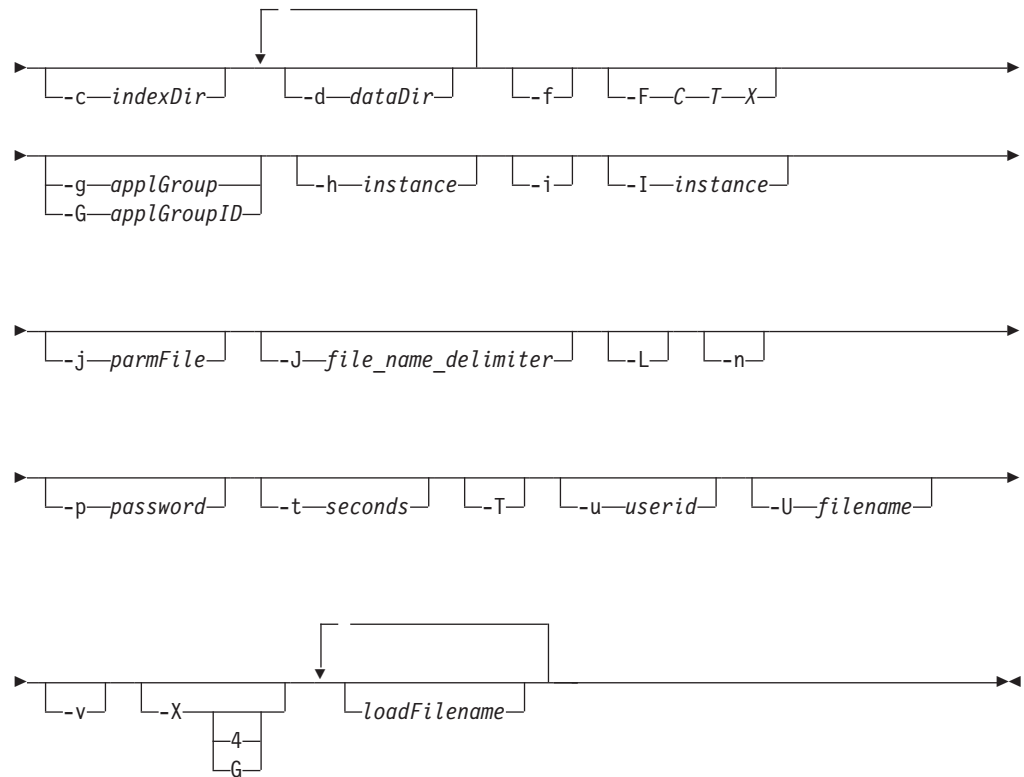 -c indexDir -d dataDir -f -F C T X
-g applGroup -h instance -i -I instance
-G applGroupID
-j parmFile -J file_name_delimiter -L -n
-p password -t seconds -T -u userid -U filename
-v -X loadFilename
4
G